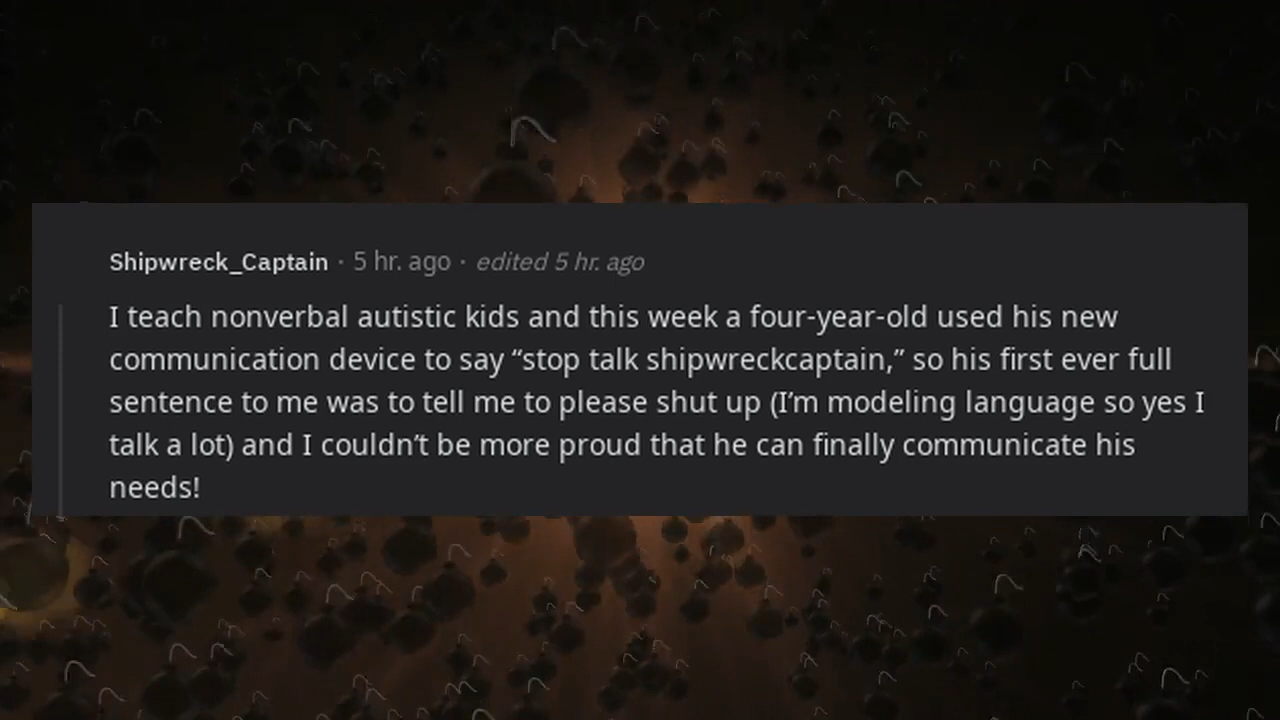 Shipwreck_Captain · 5 hr. ago · edited 5 hr. ago
I teach nonverbal autistic kids and this week a four-year-old used his new
communication device to say “stop talk shipwreckcaptain,” so his first ever full
sentence to me was to tell me to please shut up (I’m modeling language so yes I
talk a lot) and I couldn’t be more proud that he can finally communicate his
needs!